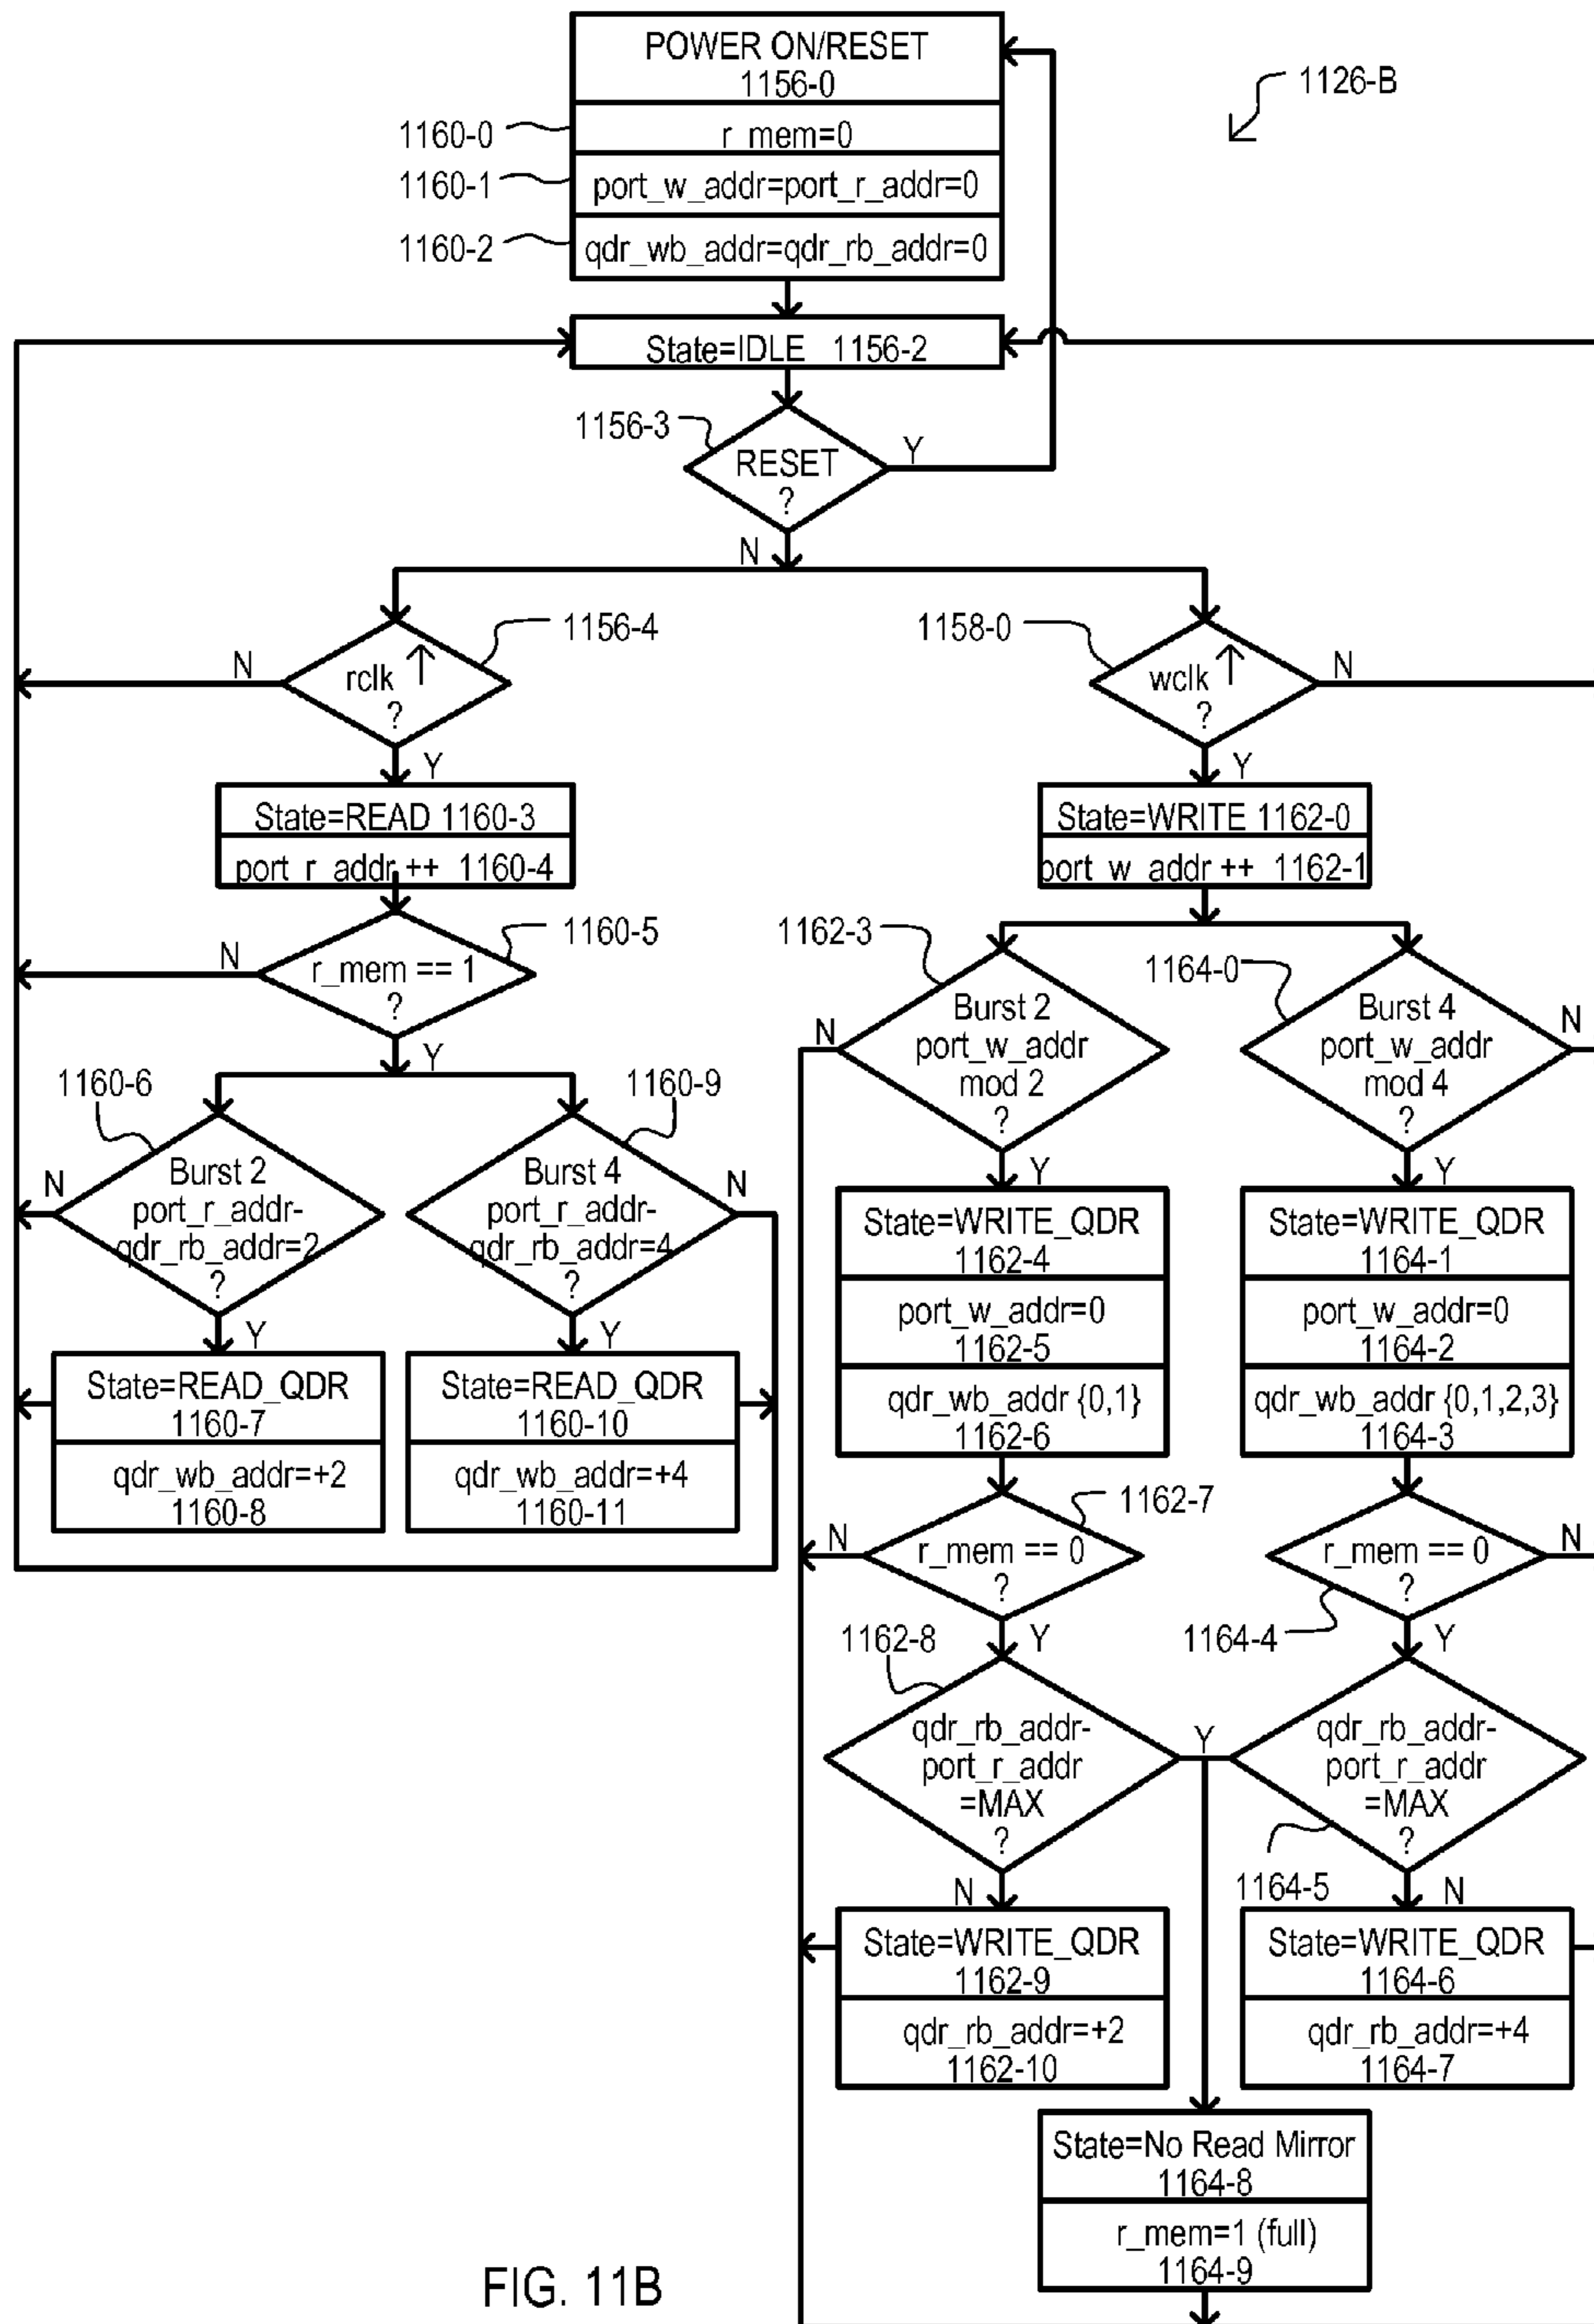 POWER ON/RESET
1156-0
1126-B
1160-0
r_mem=0
1160-1
port_w_addr=port_r_addr=0
1160-2
qdr_wb_addr=qdr_rb_addr=0
State=IDLE 1156-2
1156-3
RESET
?
Y
N
1156-4
rclk ↑
?
N
Y
1158-0
wclk ↑
?
N
Y
State=READ 1160-3
port_r_addr ++ 1160-4
State=WRITE 1162-0
port_w_addr ++ 1162-1
1160-5
r_mem == 1
?
N
Y
1162-3
Burst 2
port_w_addr
mod 2
?
N
Y
1164-0
Burst 4
port_w_addr
mod 4
?
N
Y
1160-6
Burst 2
port_r_addr-
qdr_rb_addr=2
?
N
Y
1160-9
Burst 4
port_r_addr-
qdr_rb_addr=4
?
N
Y
State=READ_QDR
1160-7
qdr_wb_addr=+2
1160-8
State=READ_QDR
1160-10
qdr_wb_addr=+4
1160-11
State=WRITE_QDR
1162-4
port_w_addr=0
1162-5
qdr_wb_addr {0,1}
1162-6
State=WRITE_QDR
1164-1
port_w_addr=0
1164-2
qdr_wb_addr {0,1,2,3}
1164-3
1162-7
r_mem == 0
?
N
Y
r_mem == 0
?
N
Y
1164-4
1162-8
qdr_rb_addr-
port_r_addr
=MAX
?
Y
N
qdr_rb_addr-
port_r_addr
=MAX
?
1164-5
N
State=WRITE_QDR
1162-9
qdr_rb_addr=+2
1162-10
State=WRITE_QDR
1164-6
qdr_rb_addr=+4
1164-7
State=No Read Mirror
1164-8
r_mem=1 (full)
1164-9
FIG. 11B